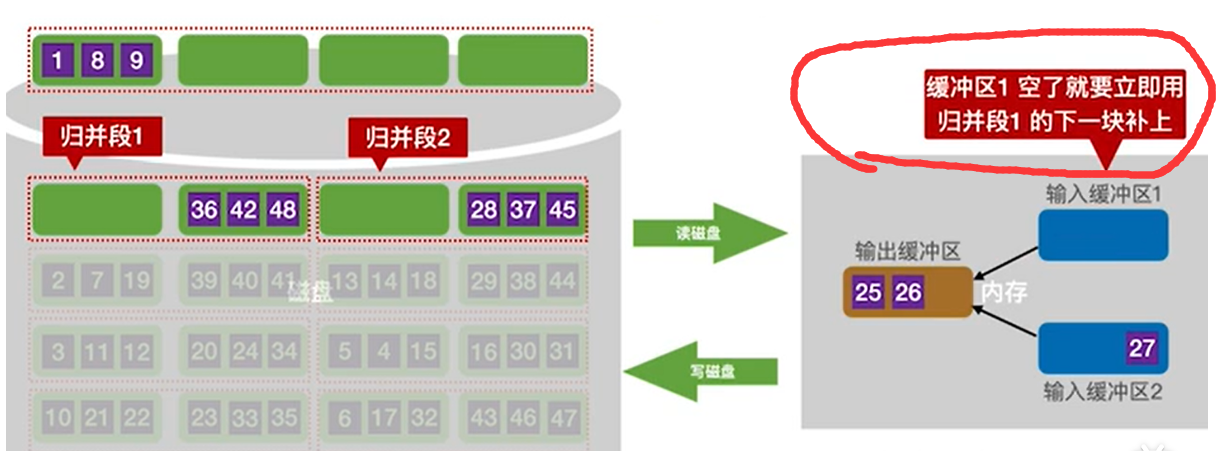 1 8 9
归并段1 归并段2
36 42 48 28 37 45
2 7 19 39 40 41 13 14 18 29 38 44
磁盘
3 11 12 20 24 34 5 4 15 16 30 31
10 21 22 23 33 35 6 17 32 43 46 47
读磁盘
写磁盘
缓冲区1 空了就要立即用
归并段1 的下一块补上
输入缓冲区1
输出缓冲区
25 26
内存
27
输入缓冲区2